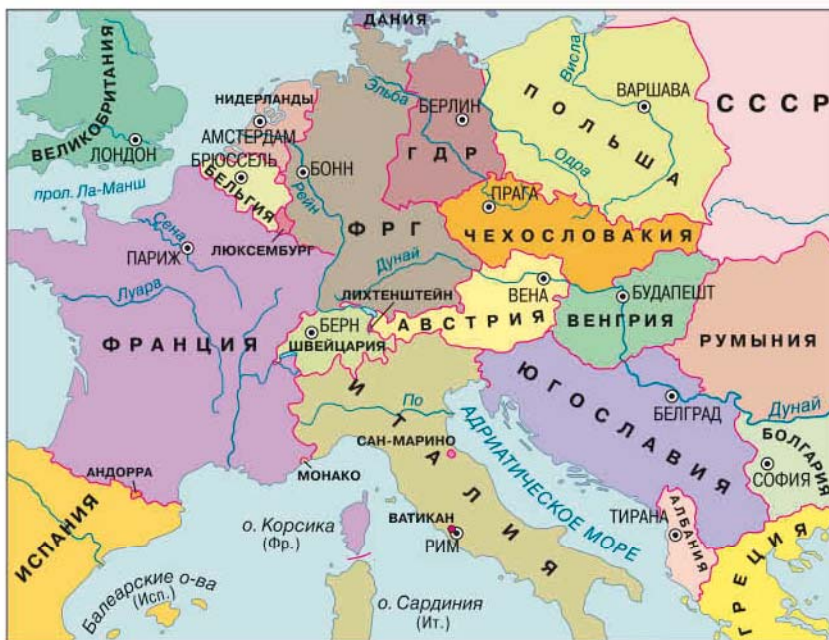 ДАНИЯ
ВЕЛИКОБРИТАНИЯ
ЛОНДОН
прол. Ла-Манш
НИДЕРЛАНДЫ
АМСТЕРДАМ
БРЮССЕЛЬ
БЕЛЬГИЯ
ЛЮКСЕМБУРГ
БОНН
Рейн
ФРГ
Эльба
БЕРЛИН
ГДР
Одра
Висла
ВАРШАВА
ПОЛЬША
СССР
ПРАГА
ЧЕХОСЛОВАКИЯ
Сена
ПАРИЖ
Луара
ФРАНЦИЯ
Дунай
ЛИХТЕНШТЕЙН
БЕРН
ШВЕЙЦАРИЯ
АВСТРИЯ
ВЕНА
БУДАПЕШТ
ВЕНГРИЯ
РУМЫНИЯ
ЮГОСЛАВИЯ
БЕЛГРАД
Дунай
БОЛГАРИЯ
СОФИЯ
По
ИТАЛИЯ
САН-МАРИНО
АДРИАТИЧЕСКОЕ МОРЕ
МОНАКО
АНДОРРА
ИСПАНИЯ
Балеарские о-ва
(Исп.)
о. Корсика
(Фр.)
ВАТИКАН
РИМ
о. Сардиния
(Ит.)
ТИРАНА
АЛБАНИЯ
ГРЕЦИЯ